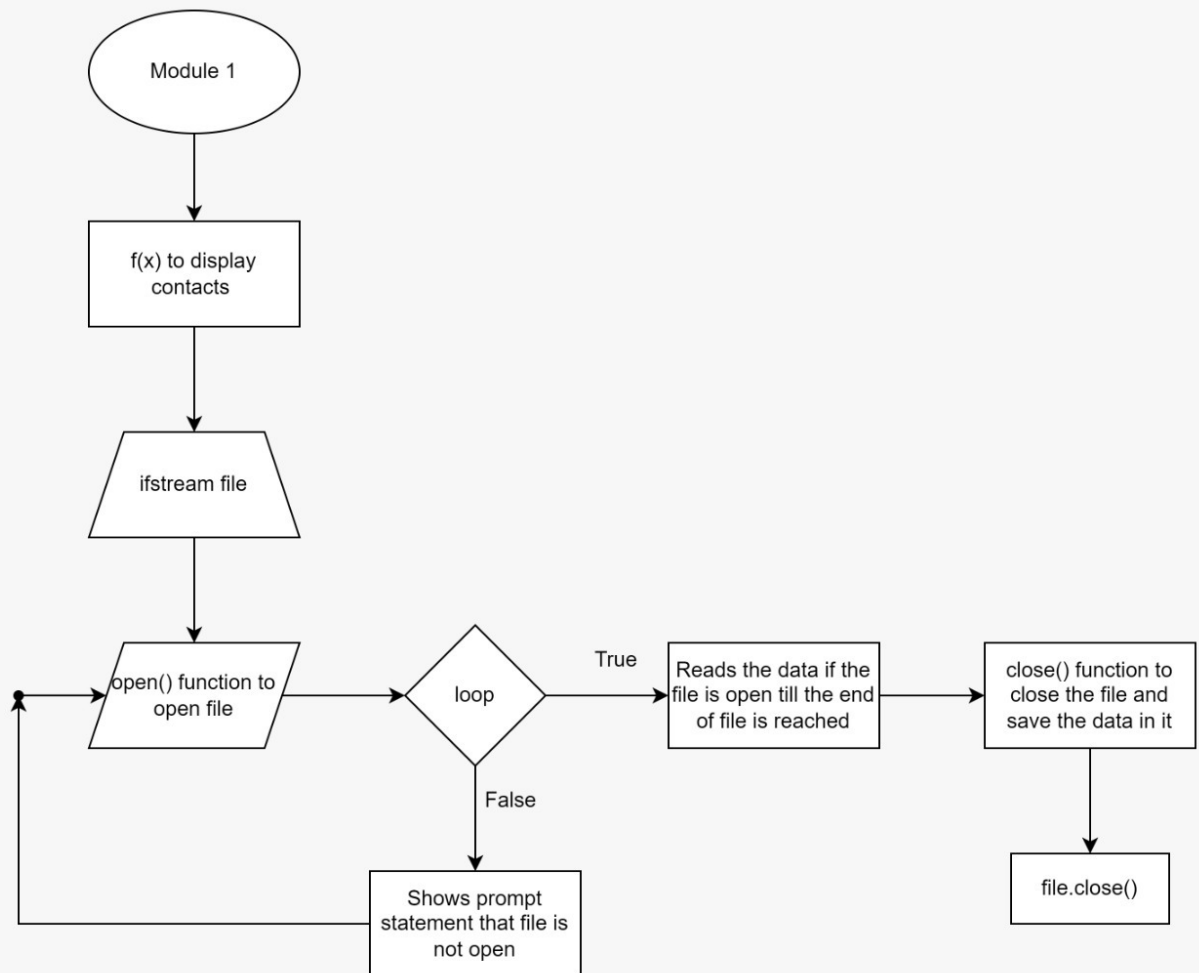 Module 1
f(x) to display
contacts
ifstream file
open() function to
open file
loop
True
Reads the data if the
file is open till the end
of file is reached
close() function to
close the file and
save the data in it
False
Shows prompt
statement that file is
not open
file.close()